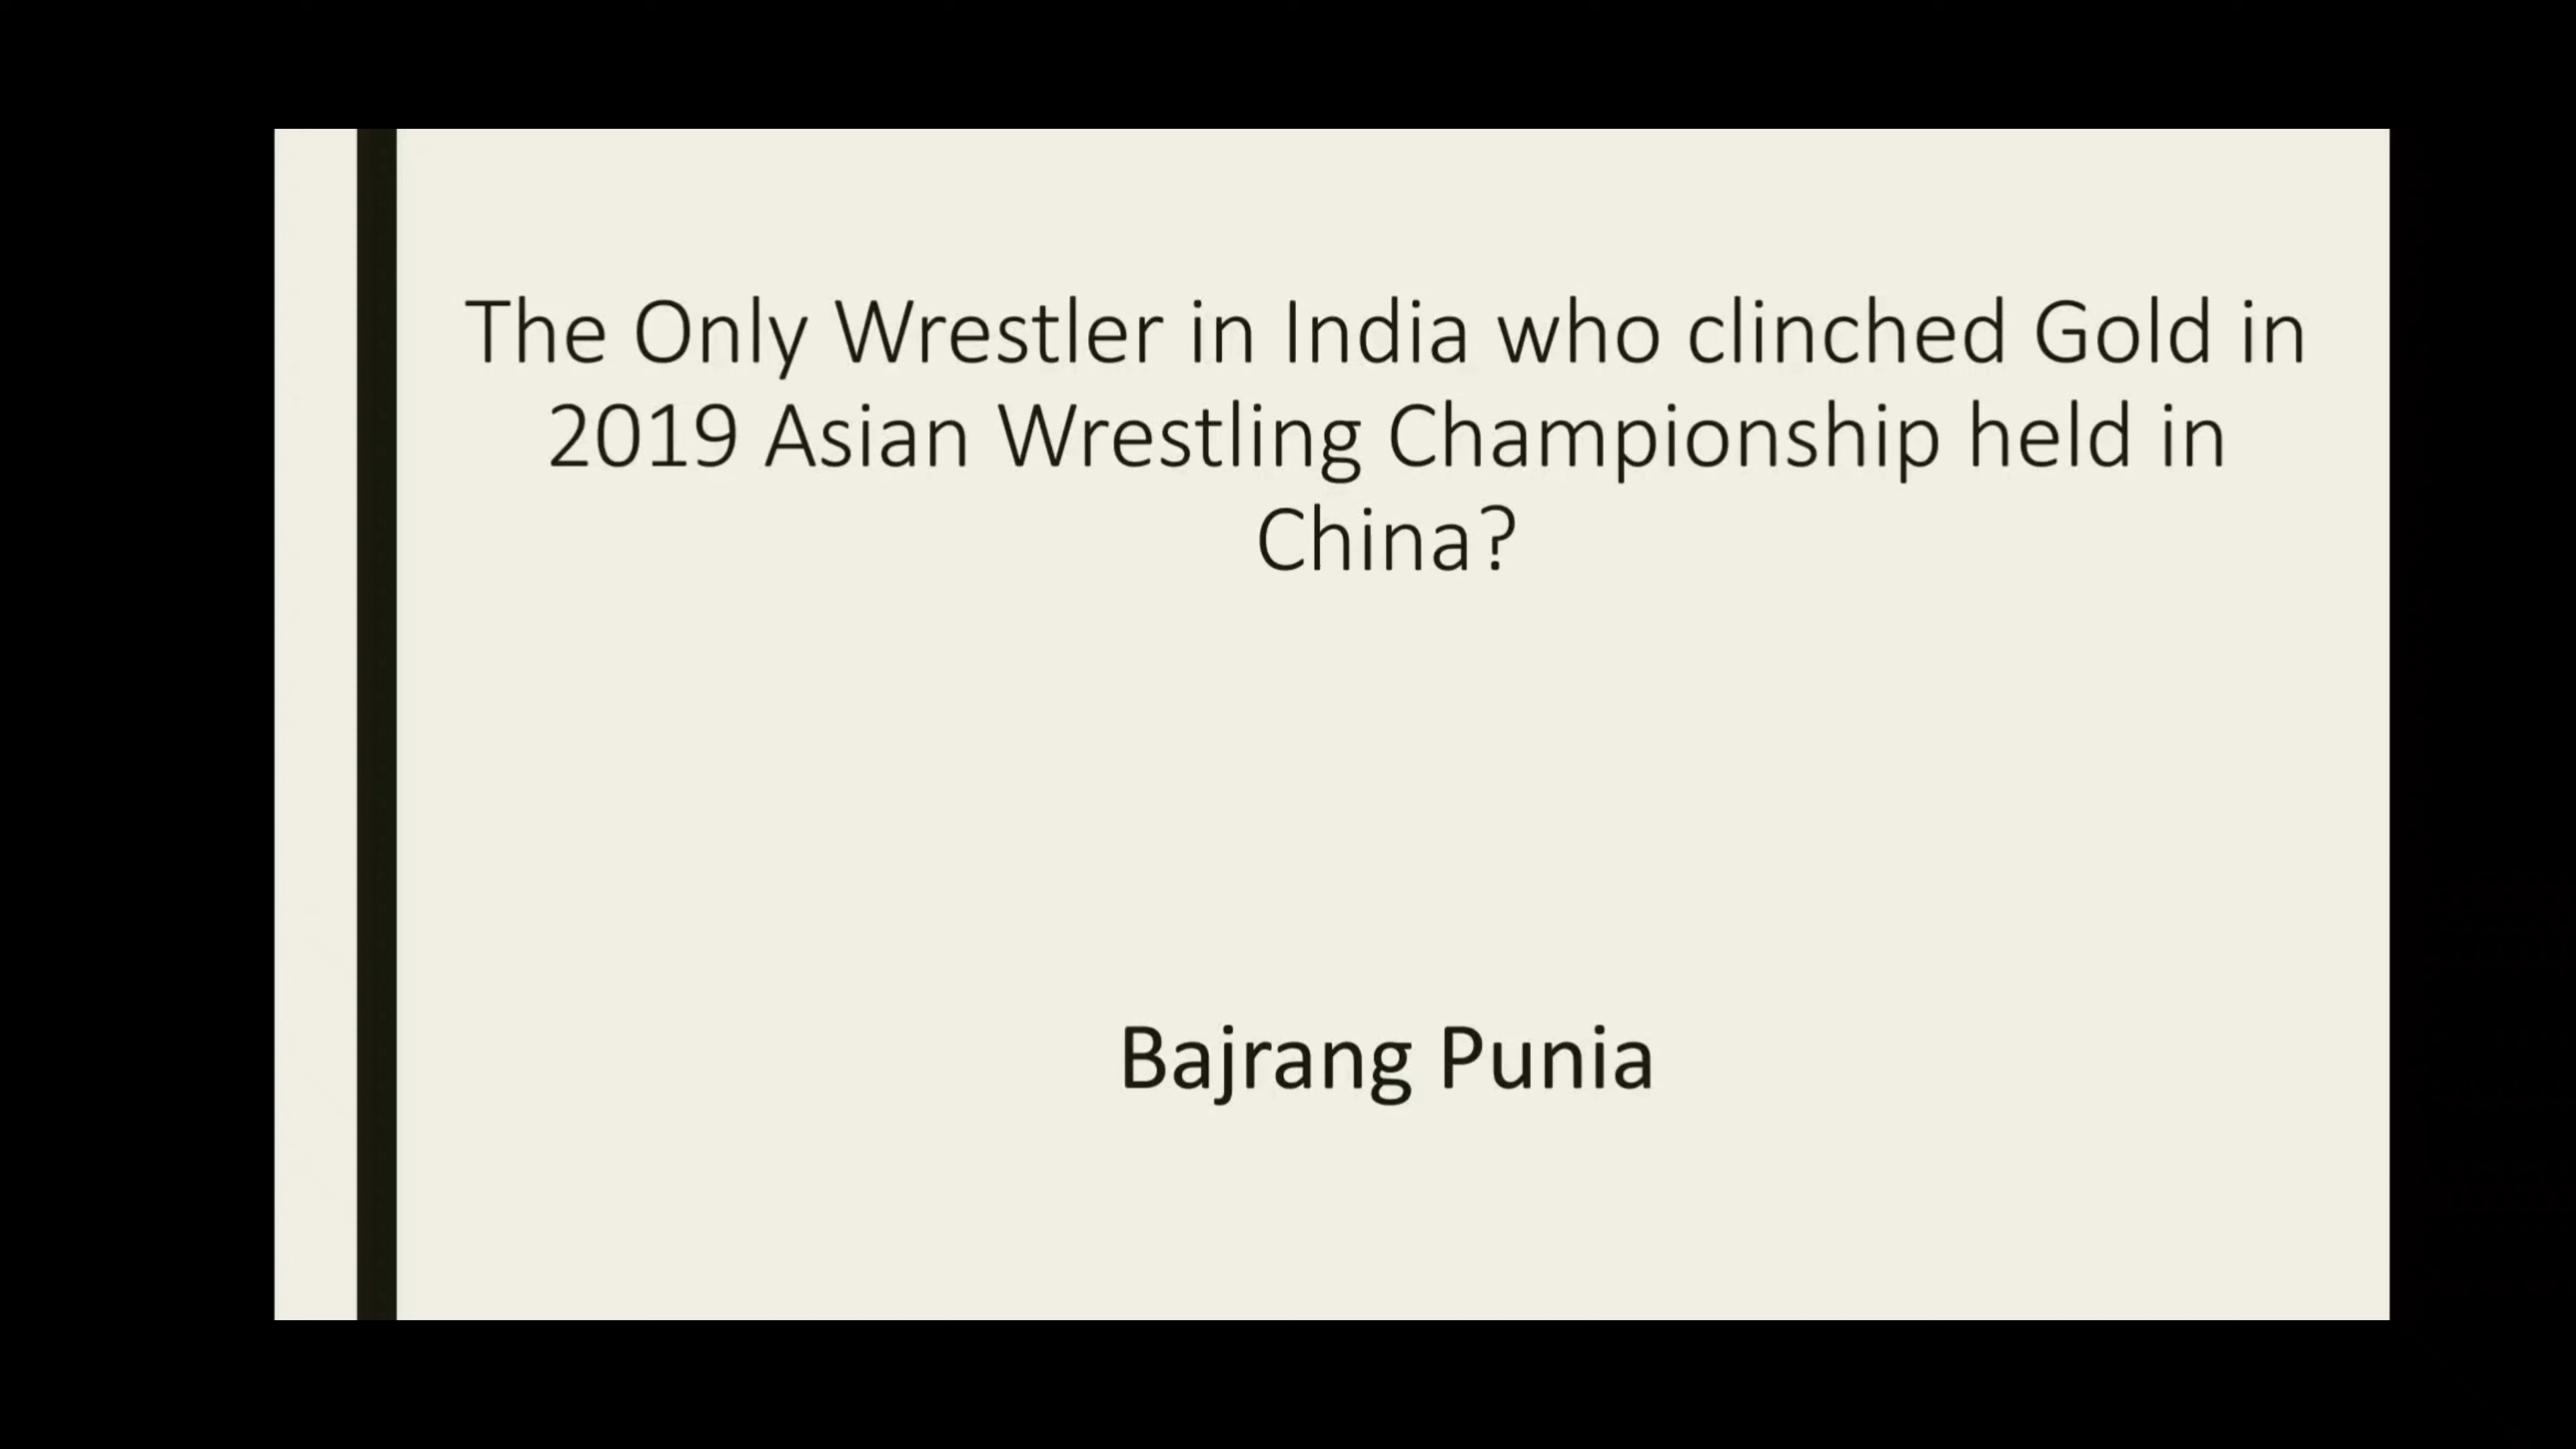 The Only Wrestler in India who clinched Gold in
2019 Asian Wrestling Championship held in
China?
Bajrang Punia